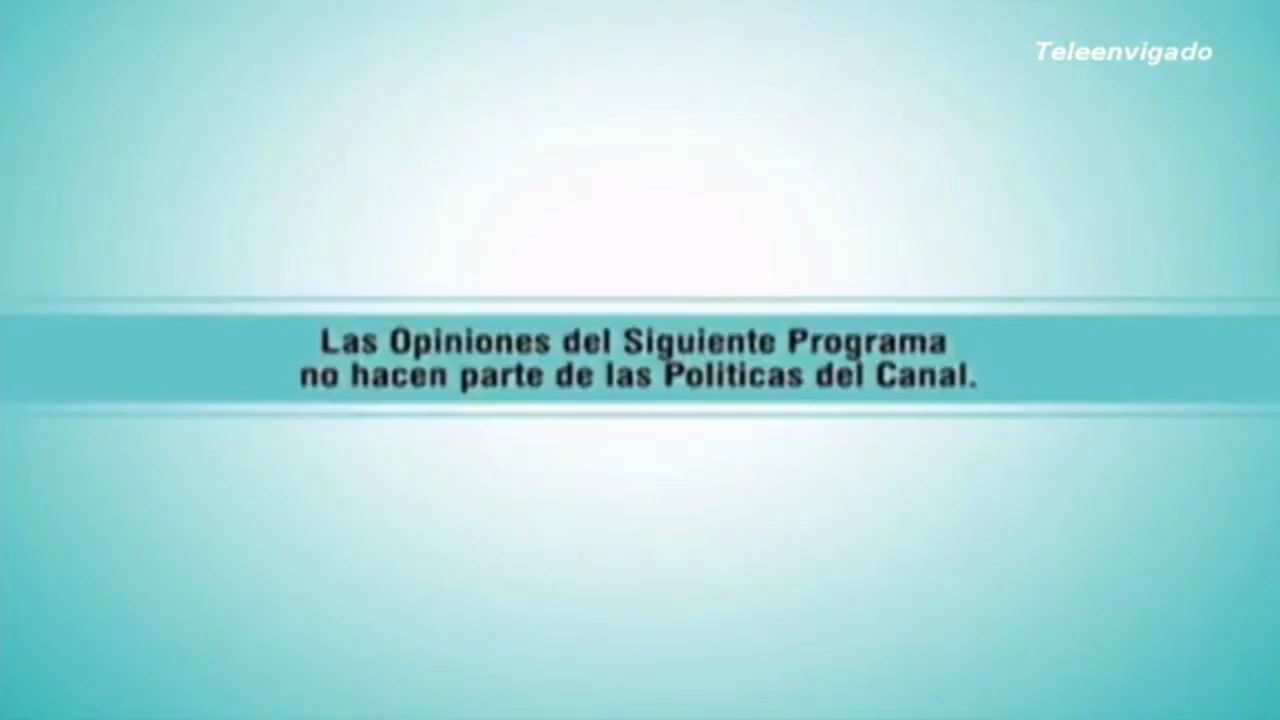 Teleenvigado
Las Opiniones del Siguiente Programa
no hacen parte de las Politicas del Canal.